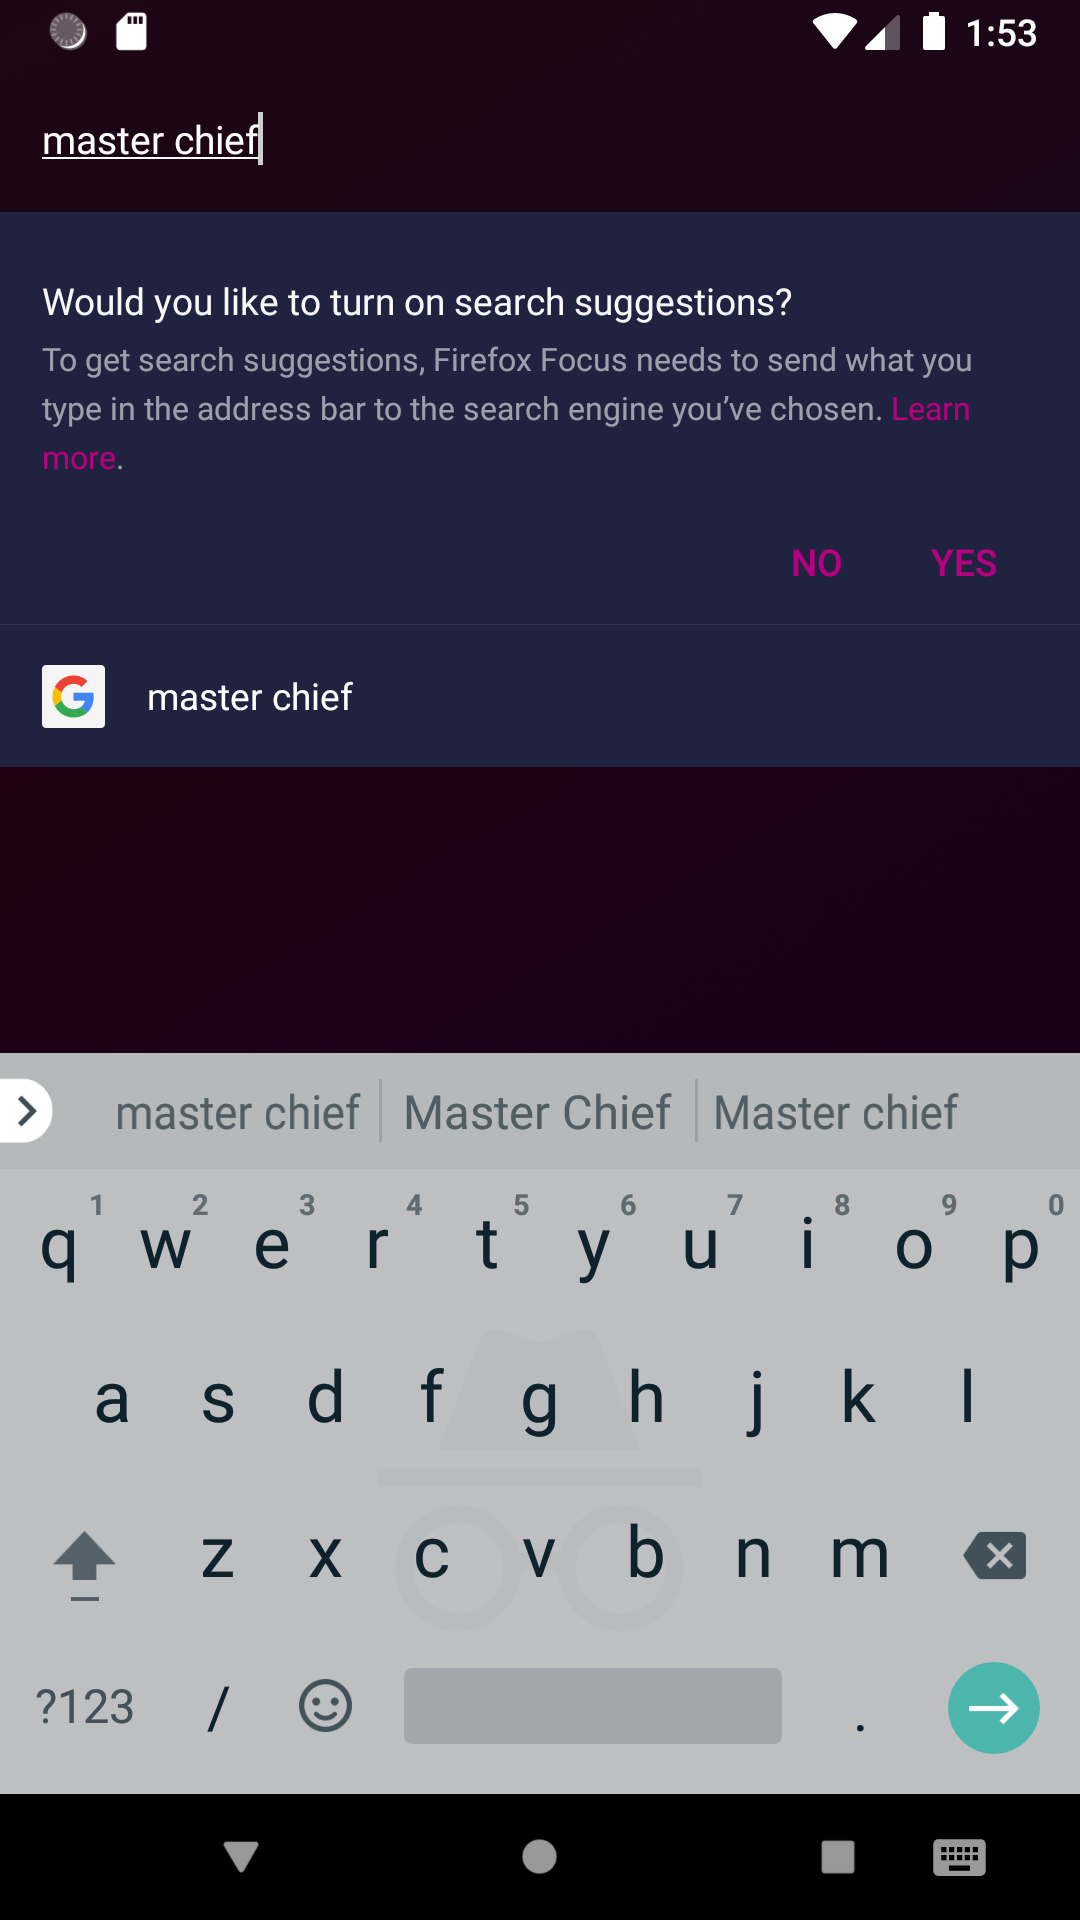 1:53
master chief
Would you like to turn on search suggestions?
To get search suggestions, Firefox Focus needs to send what you
type in the address bar to the search engine you’ve chosen. Learn
more.
NO YES
master chief
master chief Master Chief Master chief
1 2 3 4 5 6 7 8 9 0
q w e r t y u i o p
a s d f g h j k l
z x c v b n m
?123 / .